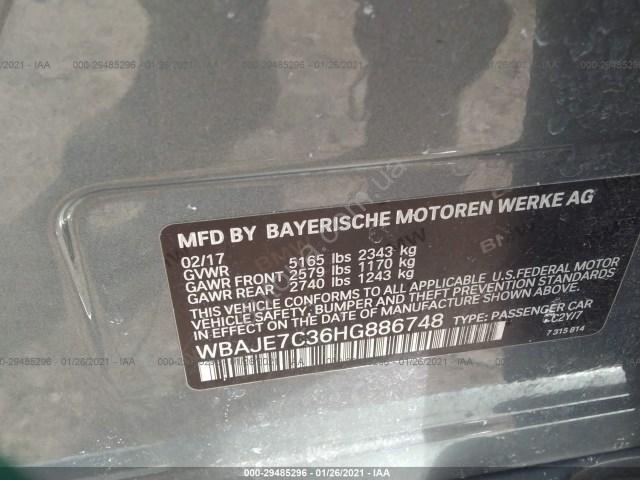 000-29485296 - 01/26/2021 - IAA
MFD BY BAYERISCHE MOTOREN WERKE AG
02/17
GVWR 5165 lbs 2343 kg
GAWR FRONT 2579 lbs 1170 kg
GAWR REAR 2740 lbs 1243 kg
THIS VEHICLE CONFORMS TO ALL APPLICABLE U.S.FEDERAL MOTOR
VEHICLE SAFETY, BUMPER, AND THEFT PREVENTION STANDARDS
IN EFFECT ON THE DATE OF MANUFACTURE SHOWN ABOVE.
WBAJE7C36HG886748 TYPE: PASSENGER CAR
C2Y/7
7 315 814
000-29485296 - 01/26/2021 - IAA